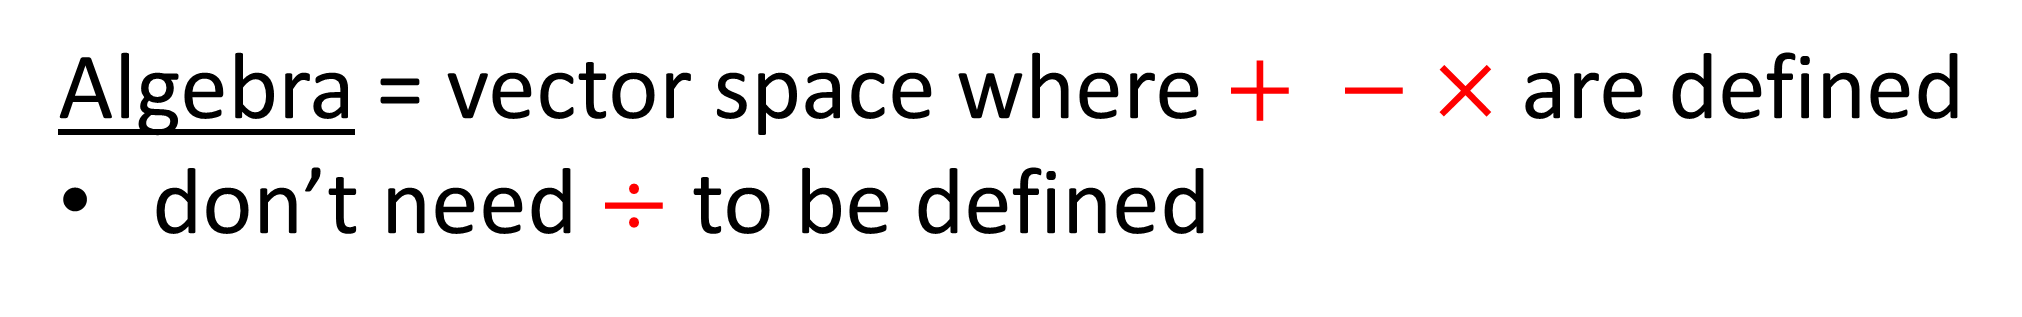 Algebra = vector space where + − × are defined
• don’t need ÷ to be defined